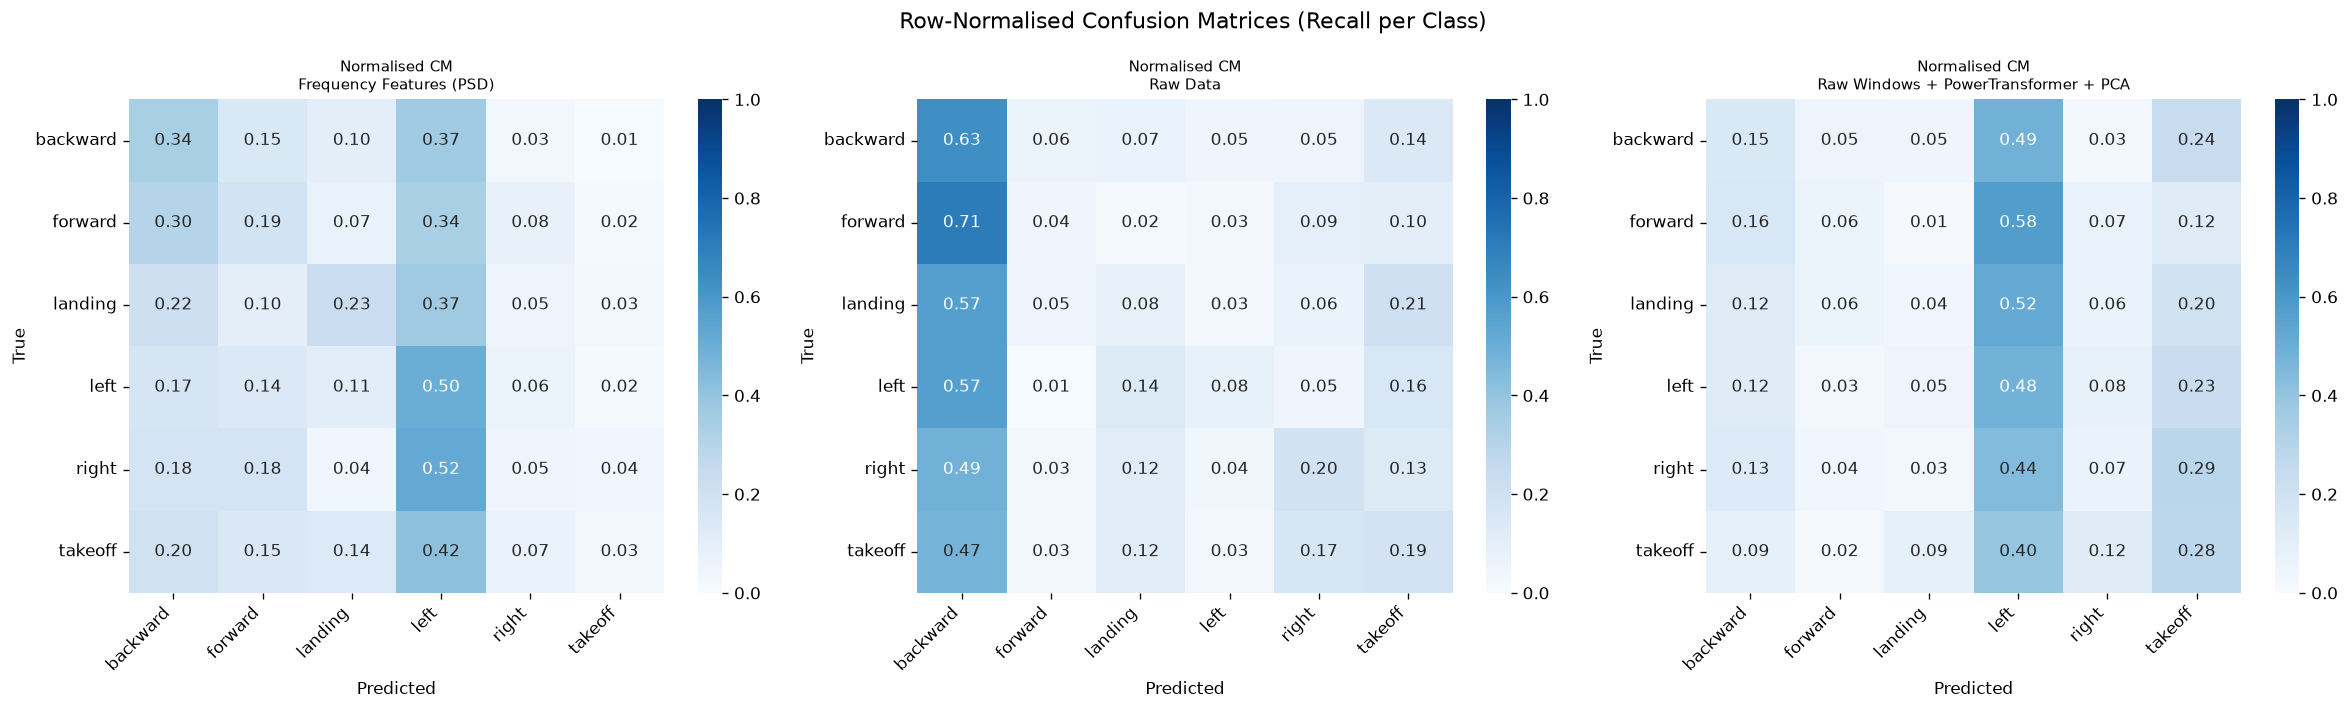 Row-Normalised Confusion Matrices (Recall per Class)
Normalised CM
Frequency Features (PSD)
True
backward 0.34 0.15 0.10 0.37 0.03 0.01
forward 0.30 0.19 0.07 0.34 0.08 0.02
landing 0.22 0.10 0.23 0.37 0.05 0.03
left 0.17 0.14 0.11 0.50 0.06 0.02
right 0.18 0.18 0.04 0.52 0.05 0.04
takeoff 0.20 0.15 0.14 0.42 0.07 0.03
backward forward landing left right takeoff
Predicted
1.0
0.8
0.6
0.4
0.2
0.0
Normalised CM
Raw Data
True
backward 0.63 0.06 0.07 0.05 0.05 0.14
forward 0.71 0.04 0.02 0.03 0.09 0.10
landing 0.57 0.05 0.08 0.03 0.06 0.21
left 0.57 0.01 0.14 0.08 0.05 0.16
right 0.49 0.03 0.12 0.04 0.20 0.13
takeoff 0.47 0.03 0.12 0.03 0.17 0.19
backward forward landing left right takeoff
Predicted
1.0
0.8
0.6
0.4
0.2
0.0
Normalised CM
Raw Windows + PowerTransformer + PCA
True
backward 0.15 0.05 0.05 0.49 0.03 0.24
forward 0.16 0.06 0.01 0.58 0.07 0.12
landing 0.12 0.06 0.04 0.52 0.06 0.20
left 0.12 0.03 0.05 0.48 0.08 0.23
right 0.13 0.04 0.03 0.44 0.07 0.29
takeoff 0.09 0.02 0.09 0.40 0.12 0.28
backward forward landing left right takeoff
Predicted
1.0
0.8
0.6
0.4
0.2
0.0